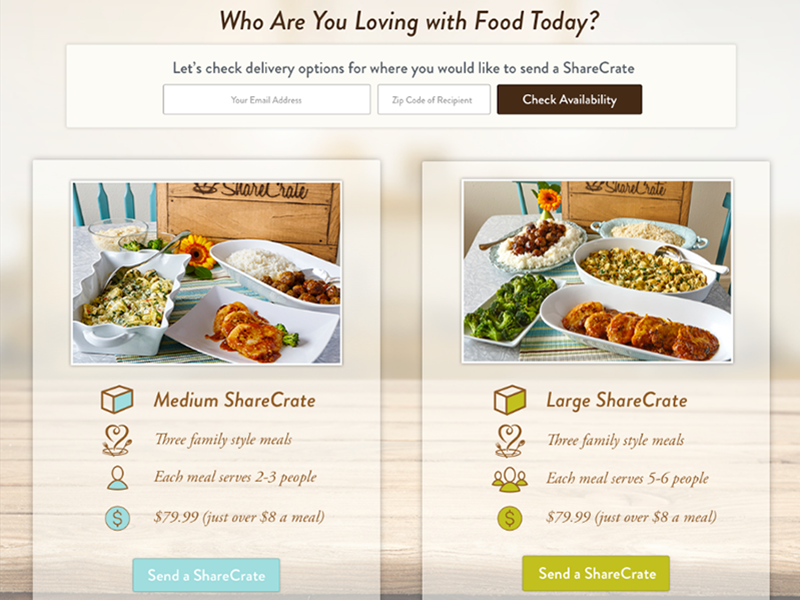 Who Are You Loving with Food Today?
Let's check delivery options for where you would like to send a ShareCrate
Your Email Address
Zip Code of Recipient
Check Availability
ShareCrate
ShareCrate
Medium ShareCrate
Three family style meals
Each meal serves 2-3 people
$79.99 (just over $8 a meal)
Send a ShareCrate
Large ShareCrate
Three family style meals
Each meal serves 5-6 people
$79.99 (just over $8 a meal)
Send a ShareCrate